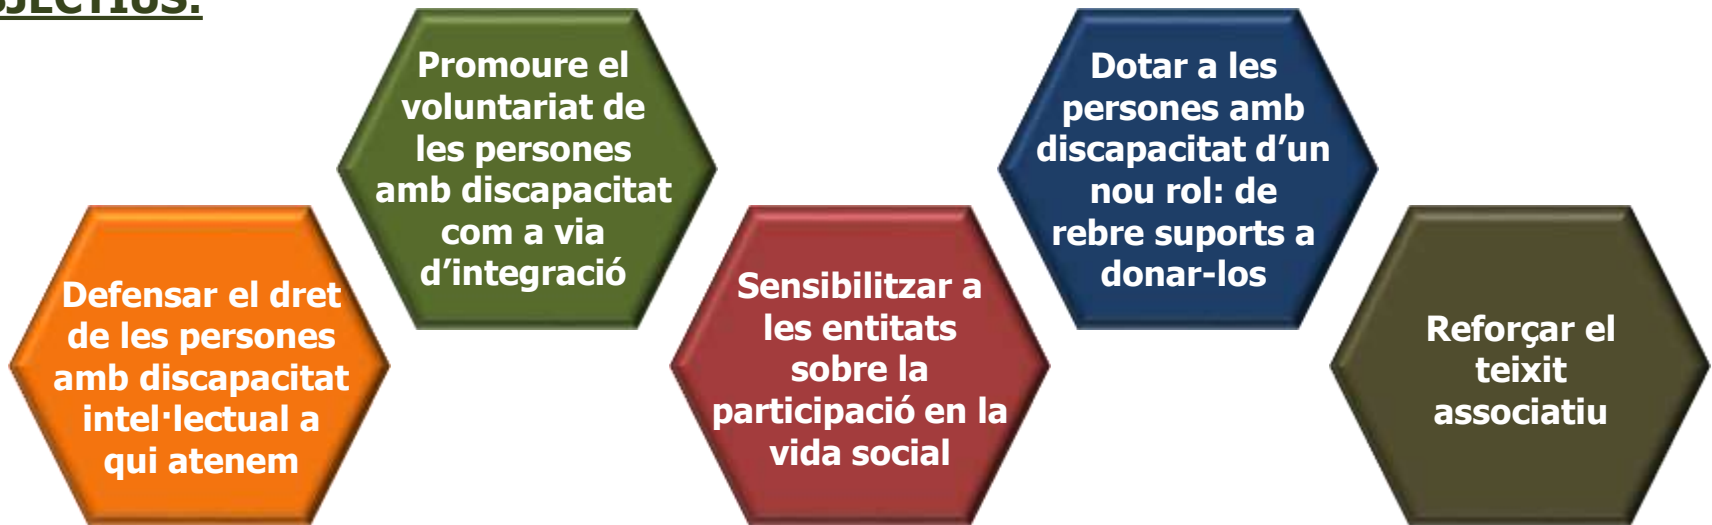 JECTIUS:
Defensar el dret
de les persones
amb discapacitat
intel·lectual a
qui atenem
Promoure el
voluntariat de
les persones
amb discapacitat
com a via
d’integració
Sensibilitzar a
les entitats
sobre la
participació en la
vida social
Dotar a les
persones amb
discapacitat d’un
nou rol: de
rebre suports a
donar-los
Reforçar el
teixit
associatiu